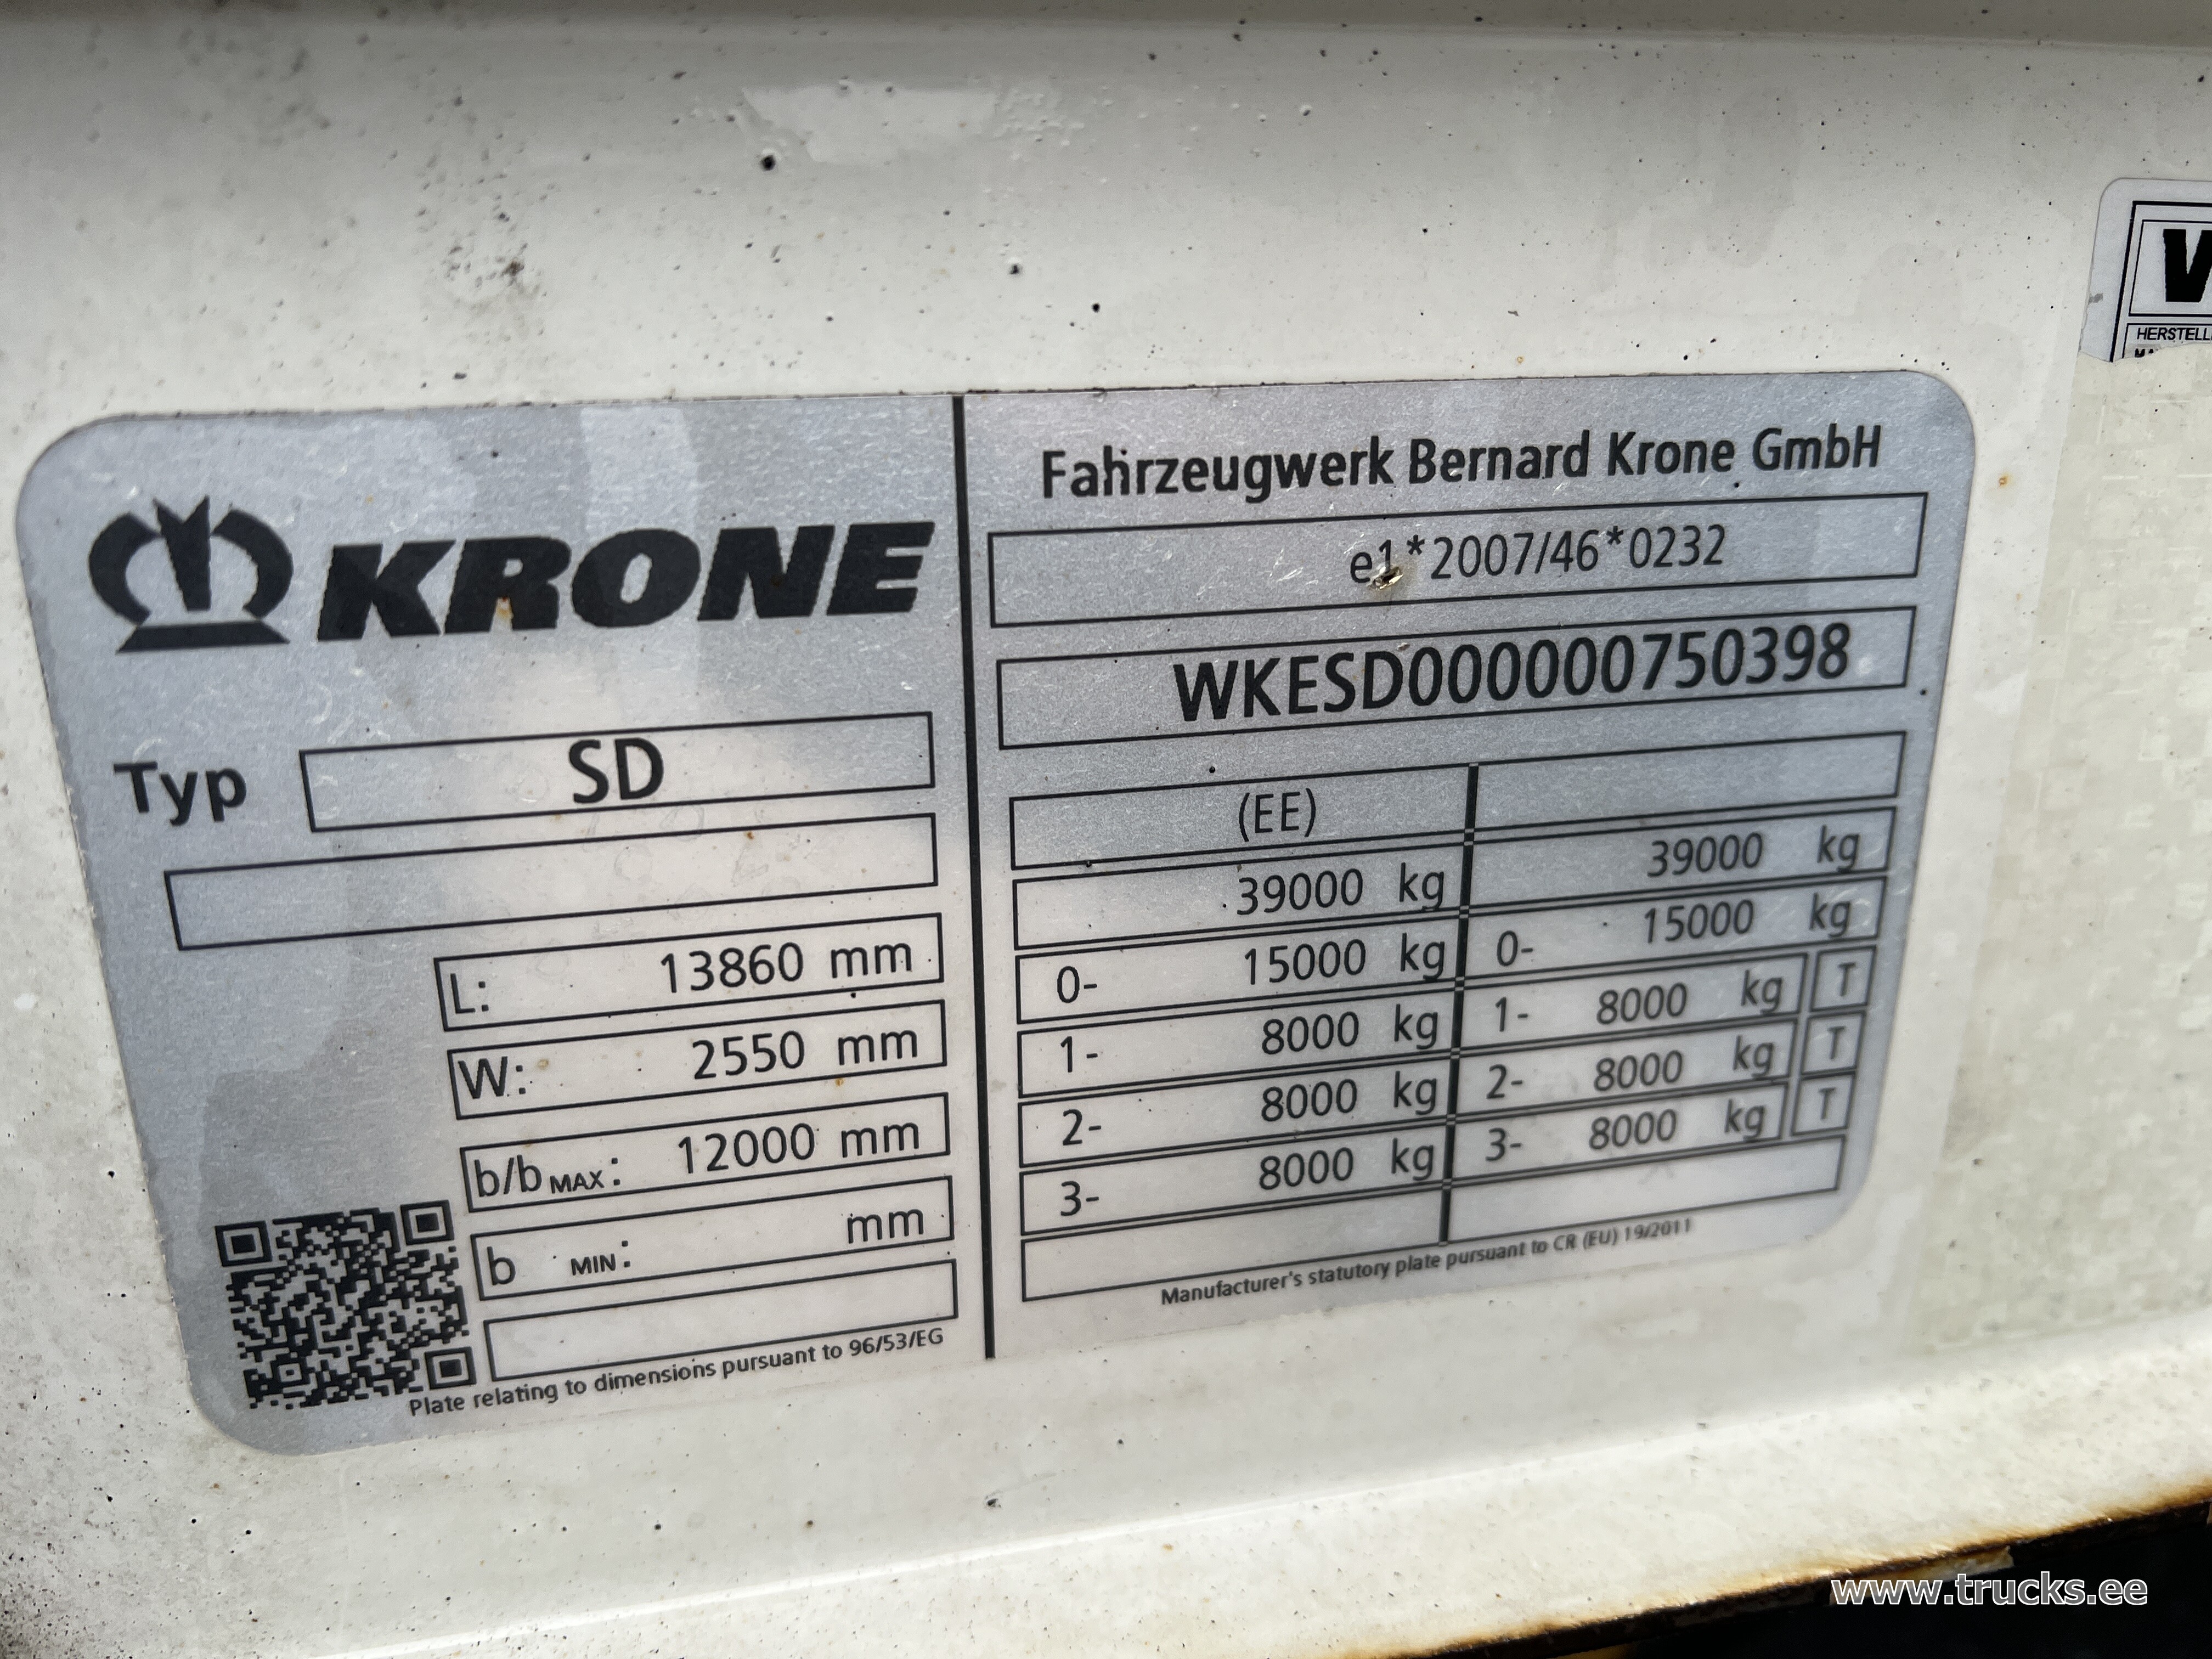 KRONE
Typ SD
L: 13860 mm
W: 2550 mm
b/b MAX: 12000 mm
b MIN: mm
Plate relating to dimensions pursuant to 96/53/EG
Fahrzeugwerk Bernard Krone GmbH
e1*2007/46*0232
WKESD000000750398
(EE)
39000 kg 39000 kg
0- 15000 kg 0- 15000 kg
1- 8000 kg 1- 8000 kg T
2- 8000 kg 2- 8000 kg T
3- 8000 kg 3- 8000 kg T
Manufacturer's statutory plate pursuant to CR (EU) 19/2011
www.trucks.ee